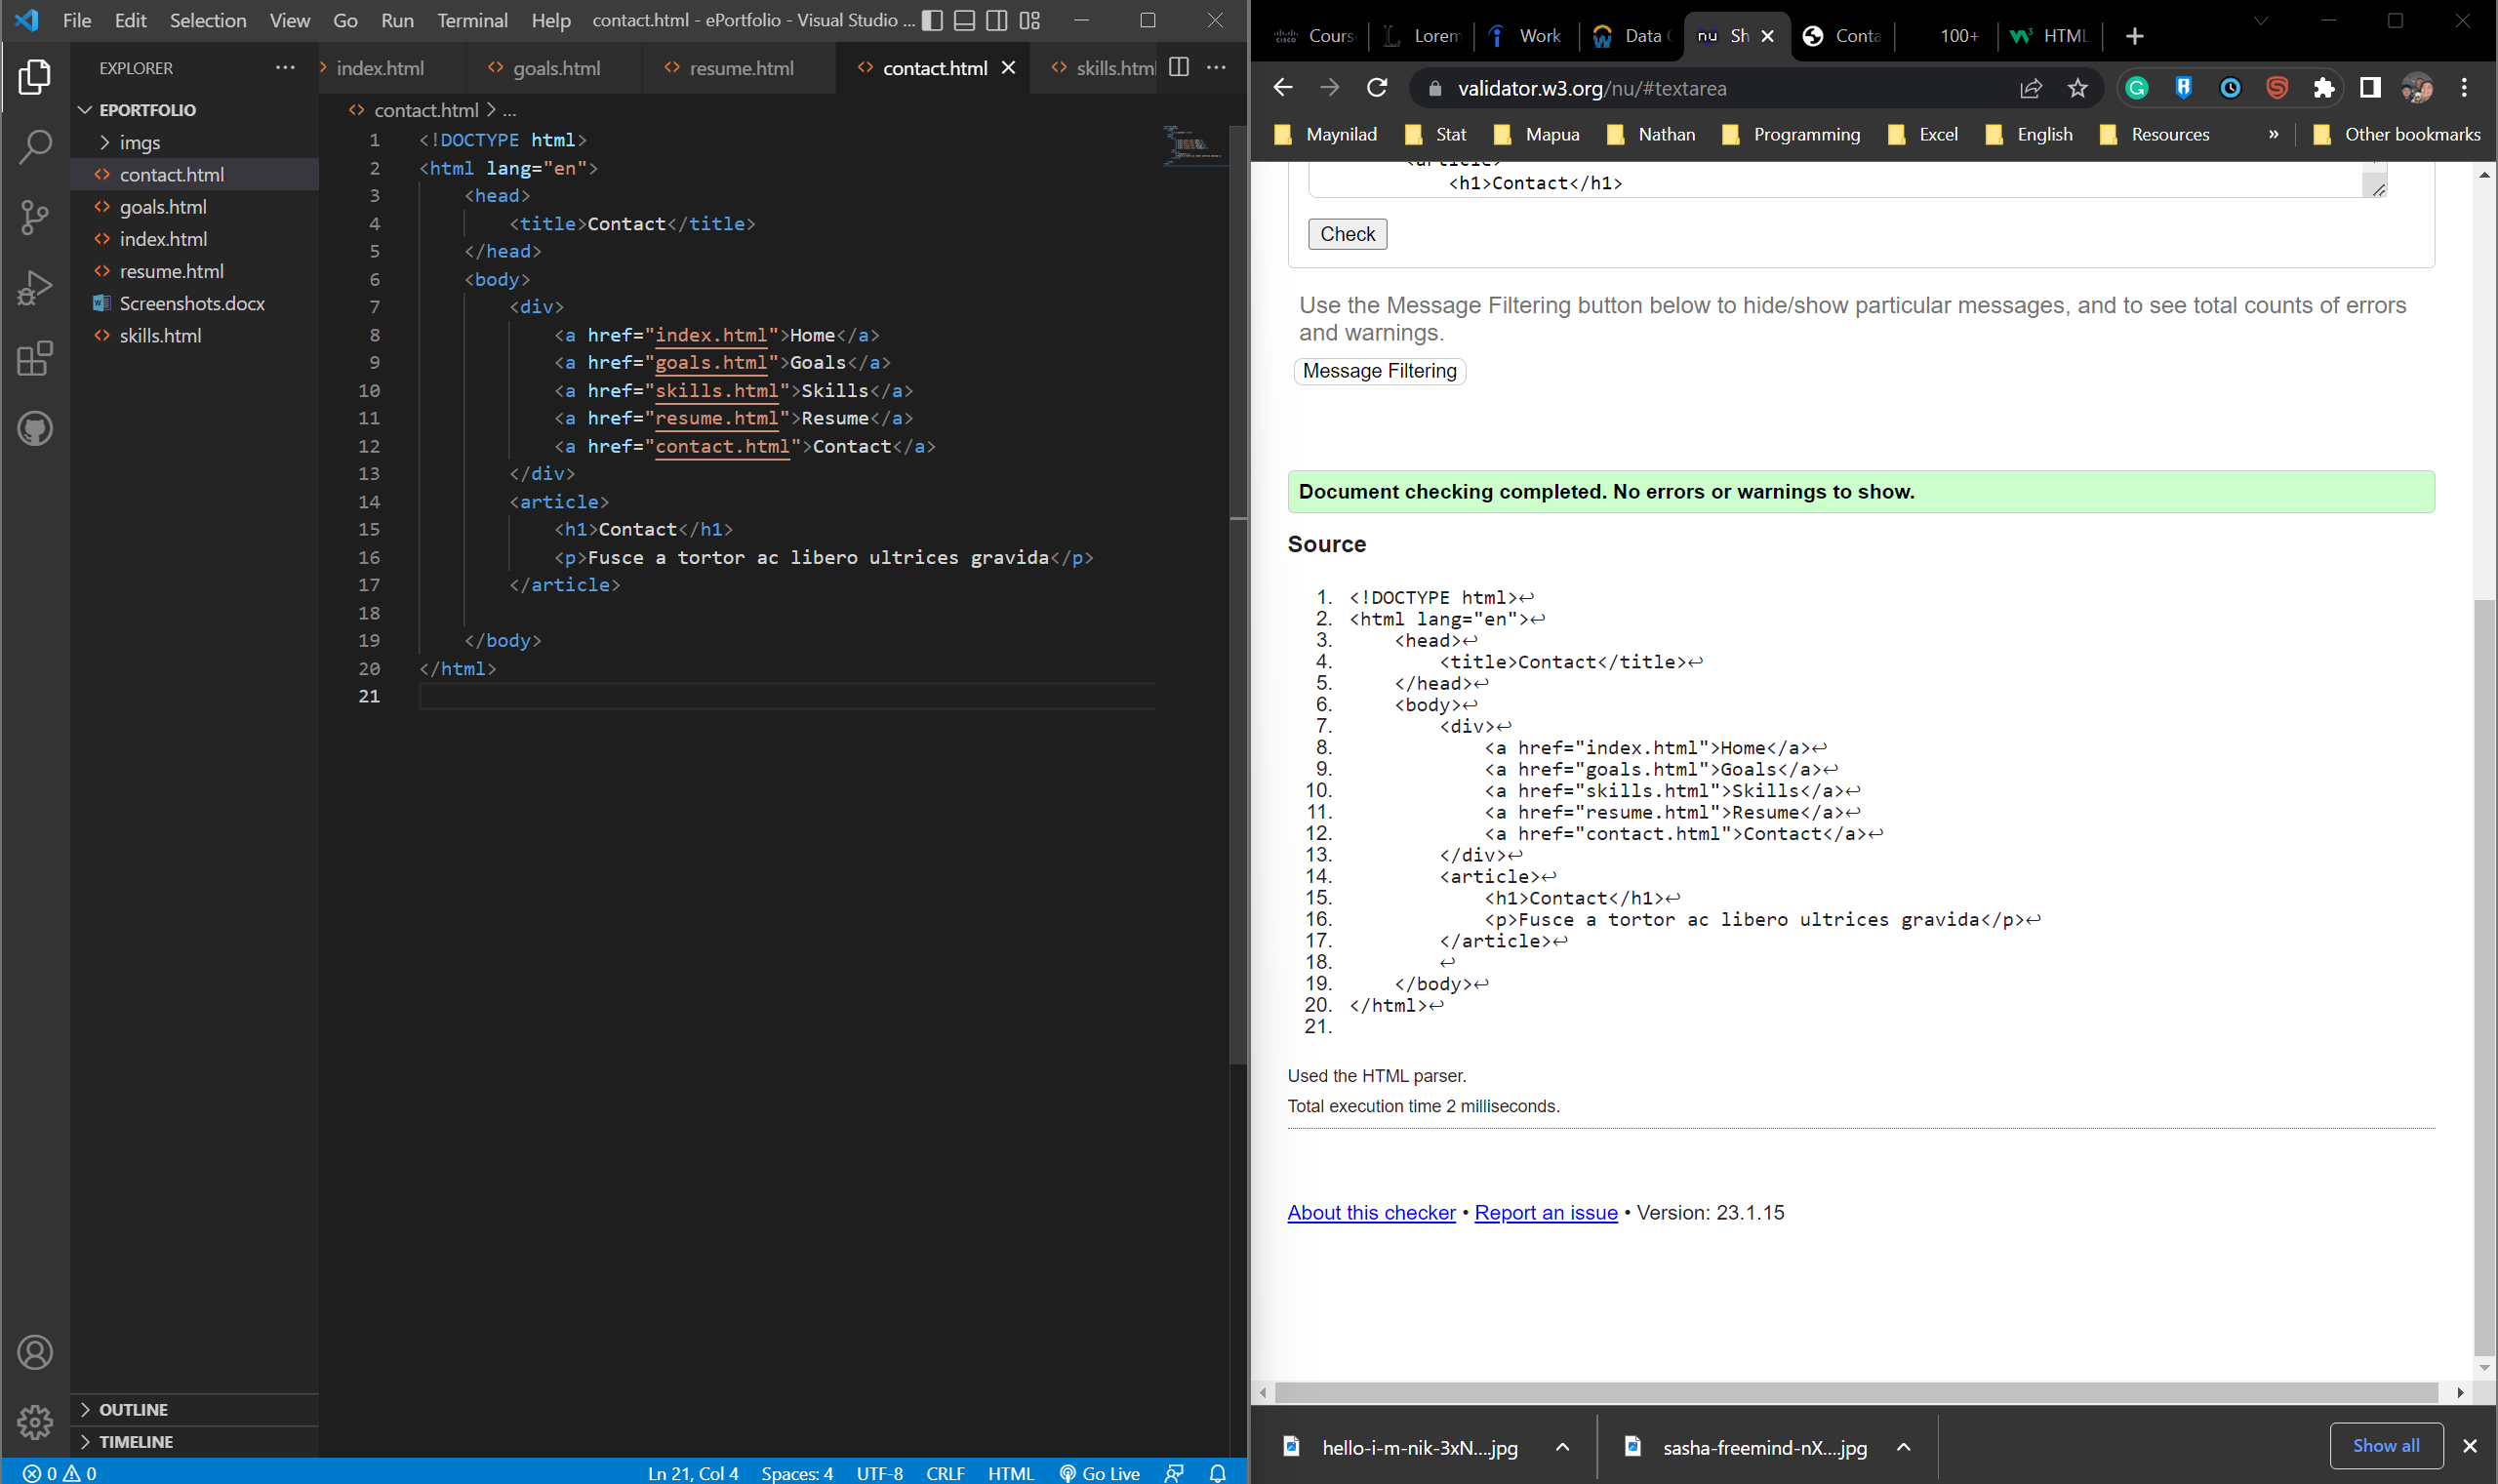 File Edit Selection View Go Run Terminal Help contact.html - ePortfolio - Visual Studio ...
EXPLORER
index.html goals.html resume.html contact.html skills.html
EPORTFOLIO
imgs
contact.html
goals.html
index.html
resume.html
Screenshots.docx
skills.html
OUTLINE
TIMELINE
contact.html > ...
1 <!DOCTYPE html>
2 <html lang="en">
3 <head>
4 <title>Contact</title>
5 </head>
6 <body>
7 <div>
8 <a href="index.html">Home</a>
9 <a href="goals.html">Goals</a>
10 <a href="skills.html">Skills</a>
11 <a href="resume.html">Resume</a>
12 <a href="contact.html">Contact</a>
13 </div>
14 <article>
15 <h1>Contact</h1>
16 <p>Fusce a tortor ac libero ultrices gravida</p>
17 </article>
18
19 </body>
20 </html>
21
0 0 Ln 21, Col 4 Spaces: 4 UTF-8 CRLF HTML Go Live
cisco Cours Lorem Work Data nu Sh Conta 100+ HTML
validator.w3.org/nu/#textarea
Maynilad Stat Mapua Nathan Programming Excel English Resources » Other bookmarks
<article>
<h1>Contact</h1>
Check
Use the Message Filtering button below to hide/show particular messages, and to see total counts of errors
and warnings.
Message Filtering
Document checking completed. No errors or warnings to show.
Source
1. <!DOCTYPE html>↩
2. <html lang="en">↩
3. <head>↩
4. <title>Contact</title>↩
5. </head>↩
6. <body>↩
7. <div>↩
8. <a href="index.html">Home</a>↩
9. <a href="goals.html">Goals</a>↩
10. <a href="skills.html">Skills</a>↩
11. <a href="resume.html">Resume</a>↩
12. <a href="contact.html">Contact</a>↩
13. </div>↩
14. <article>↩
15. <h1>Contact</h1>↩
16. <p>Fusce a tortor ac libero ultrices gravida</p>↩
17. </article>↩
18. ↩
19. </body>↩
20. </html>↩
21.
Used the HTML parser.
Total execution time 2 milliseconds.
About this checker • Report an issue • Version: 23.1.15
hello-i-m-nik-3xN....jpg sasha-freemind-nX....jpg Show all